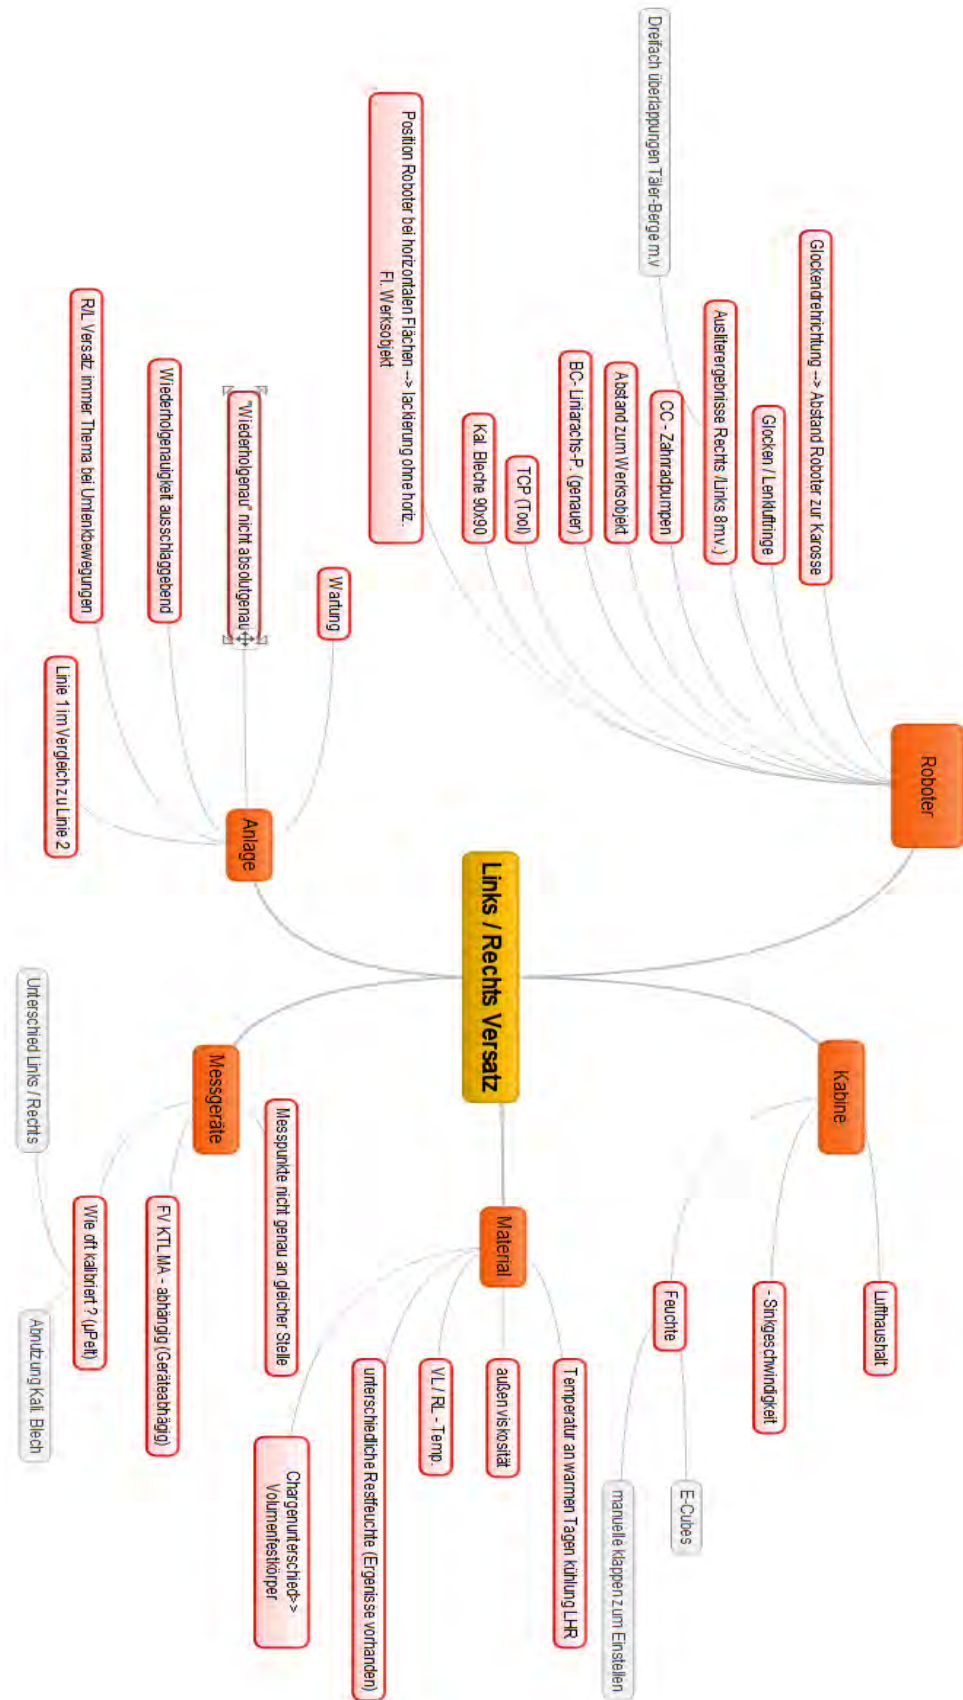 Links / Rechts Versatz
Roboter
Glockendrehrichtung --> Abstand Roboter zur Karosse
Glocken / Lenkluftringe
Ausliterergebnisse Rechts /Links 8m.v.)
Dreifach überlappungen Täler-Berge m.v
CC - Zahnradpumpen
Abstand zum Werksobjekt
BC- Liniarachs-P. (genauer)
TCP (Tool)
Kal. Bleche 90x90
Position Roboter bei horizontalen Flächen --> lackierung ohne horiz.
Fl. Werksobjekt
Anlage
Wartung
"Wiederholgenau" nicht absolutgenau
Wiederholgenauigkeit ausschlaggebend
R/L Versatz immer Thema bei Umlenkbewegungen
Linie 1 im Vergleich zu Linie 2
Kabine
Lufthaushalt
- Sinkgeschwindigkeit
Feuchte
E-Cubes
manuelle klappen zum Einstellen
Material
Temperatur an warmen Tagen kühlung LHR
außen viskosität
VL / RL - Temp.
unterschiedliche Restfeuchte (Ergenisse vorhanden)
Chargenunterschied>>
Volumenfestkörper
Messgeräte
Messpunkte nicht genau an gleicher Stelle
FV KTL MA - abhängig (Geräteabhägig)
Wie oft kalibriert ? (µPelt)
Unterschied Links / Rechts
Abnutzung Kali. Blech